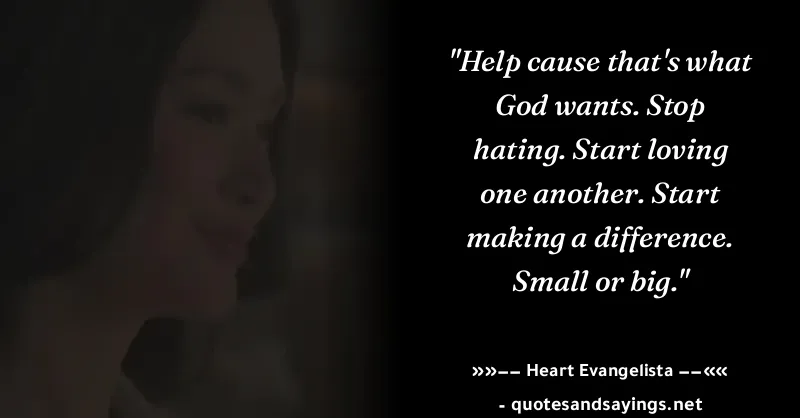 "Help cause that's what
God wants. Stop
hating. Start loving
one another. Start
making a difference.
Small or big."
»»−− Heart Evangelista −−««
- quotesandsayings.net